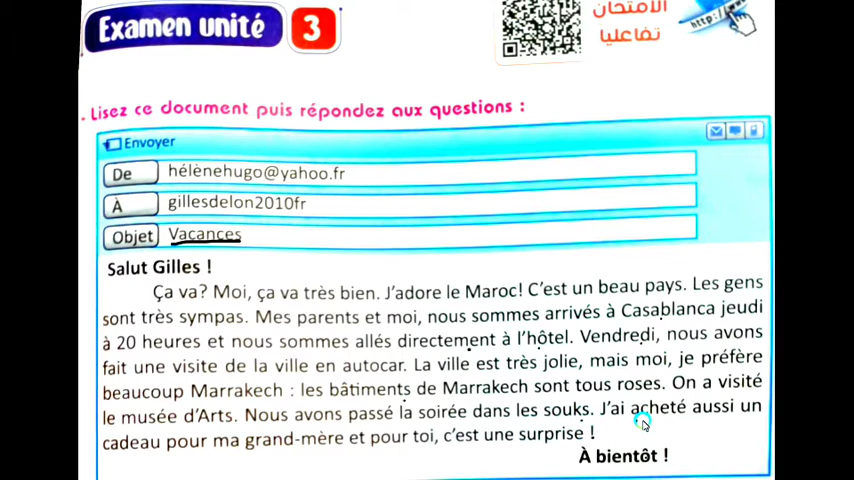 Examen unité 3
الامتحان
تفاعليا
http:/
- Lisez ce document puis répondez aux questions :
Envoyer
De hélènehugo@yahoo.fr
À gillesdelon2010fr
Objet Vacances
Salut Gilles !
Ça va? Moi, ça va très bien. J'adore le Maroc! C'est un beau pays. Les gens
sont très sympas. Mes parents et moi, nous sommes arrivés à Casablanca jeudi
à 20 heures et nous sommes allés directement à l'hôtel. Vendredi, nous avons
fait une visite de la ville en autocar. La ville est très jolie, mais moi, je préfère
beaucoup Marrakech : les bâtiments de Marrakech sont tous roses. On a visité
le musée d'Arts. Nous avons passé la soirée dans les souks. J'ai acheté aussi un
cadeau pour ma grand-mère et pour toi, c'est une surprise !
À bientôt !